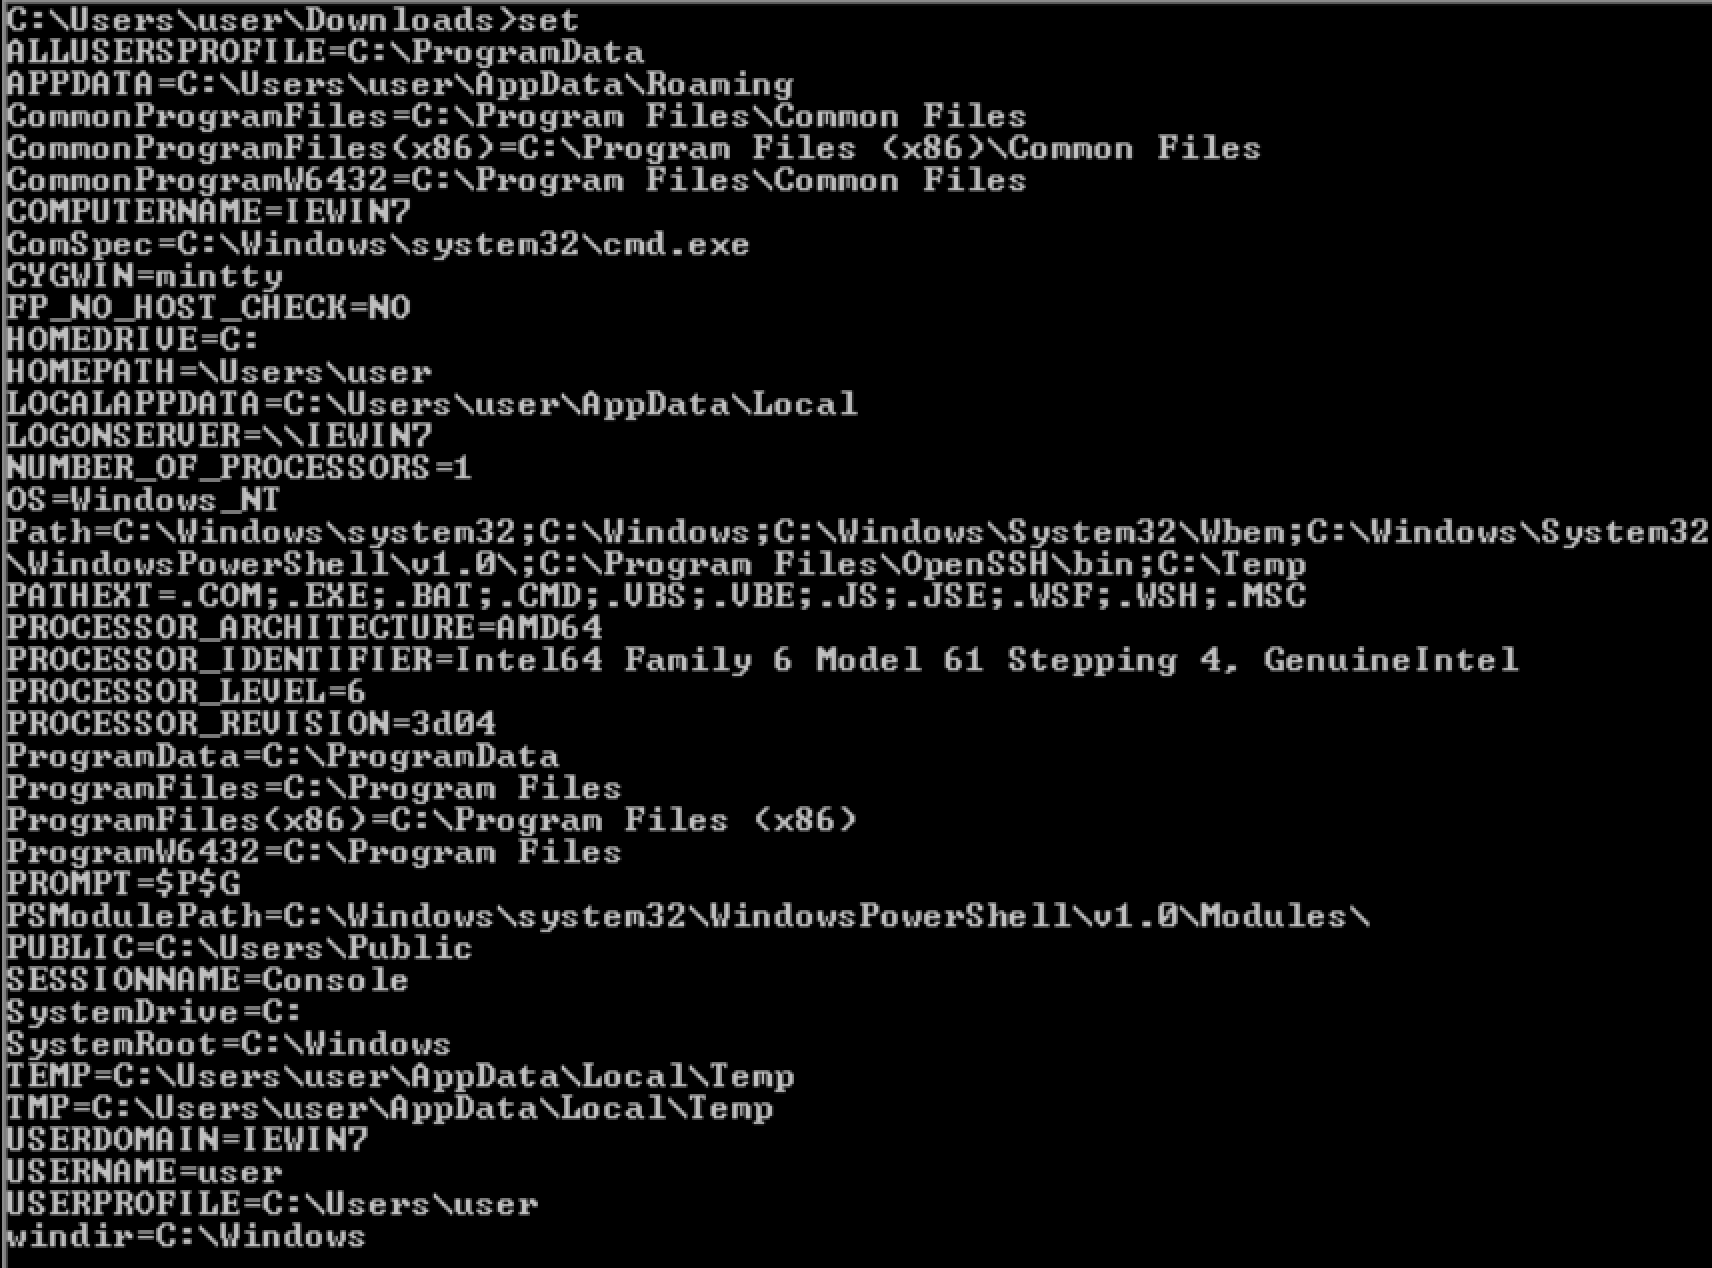 C:\Users\user\Downloads>set
ALLUSERSPROFILE=C:\ProgramData
APPDATA=C:\Users\user\AppData\Roaming
CommonProgramFiles=C:\Program Files\Common Files
CommonProgramFiles(x86)=C:\Program Files (x86)\Common Files
CommonProgramW6432=C:\Program Files\Common Files
COMPUTERNAME=IEWIN7
ComSpec=C:\Windows\system32\cmd.exe
CYGWIN=mintty
FP_NO_HOST_CHECK=NO
HOMEDRIVE=C:
HOMEPATH=\Users\user
LOCALAPPDATA=C:\Users\user\AppData\Local
LOGONSERVER=\\IEWIN7
NUMBER_OF_PROCESSORS=1
OS=Windows_NT
Path=C:\Windows\system32;C:\Windows;C:\Windows\System32\Wbem;C:\Windows\System32
\WindowsPowerShell\v1.0\;C:\Program Files\OpenSSH\bin;C:\Temp
PATHEXT=.COM;.EXE;.BAT;.CMD;.VBS;.VBE;.JS;.JSE;.WSF;.WSH;.MSC
PROCESSOR_ARCHITECTURE=AMD64
PROCESSOR_IDENTIFIER=Intel64 Family 6 Model 61 Stepping 4, GenuineIntel
PROCESSOR_LEVEL=6
PROCESSOR_REVISION=3d04
ProgramData=C:\ProgramData
ProgramFiles=C:\Program Files
ProgramFiles(x86)=C:\Program Files (x86)
ProgramW6432=C:\Program Files
PROMPT=$P$G
PSModulePath=C:\Windows\system32\WindowsPowerShell\v1.0\Modules\
PUBLIC=C:\Users\Public
SESSIONNAME=Console
SystemDrive=C:
SystemRoot=C:\Windows
TEMP=C:\Users\user\AppData\Local\Temp
TMP=C:\Users\user\AppData\Local\Temp
USERDOMAIN=IEWIN7
USERNAME=user
USERPROFILE=C:\Users\user
windir=C:\Windows